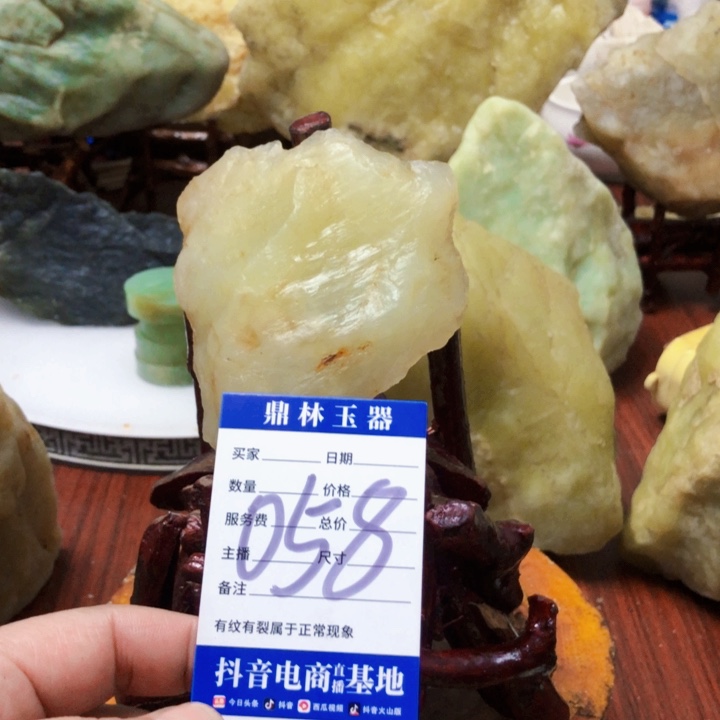 鼎林玉器
买家 日期
数量 价格
服务费 总价
058
主播 尺寸
备注
有纹有裂属于正常现象
抖音电商直播基地
今日头条 抖音 西瓜视频 抖音火山版